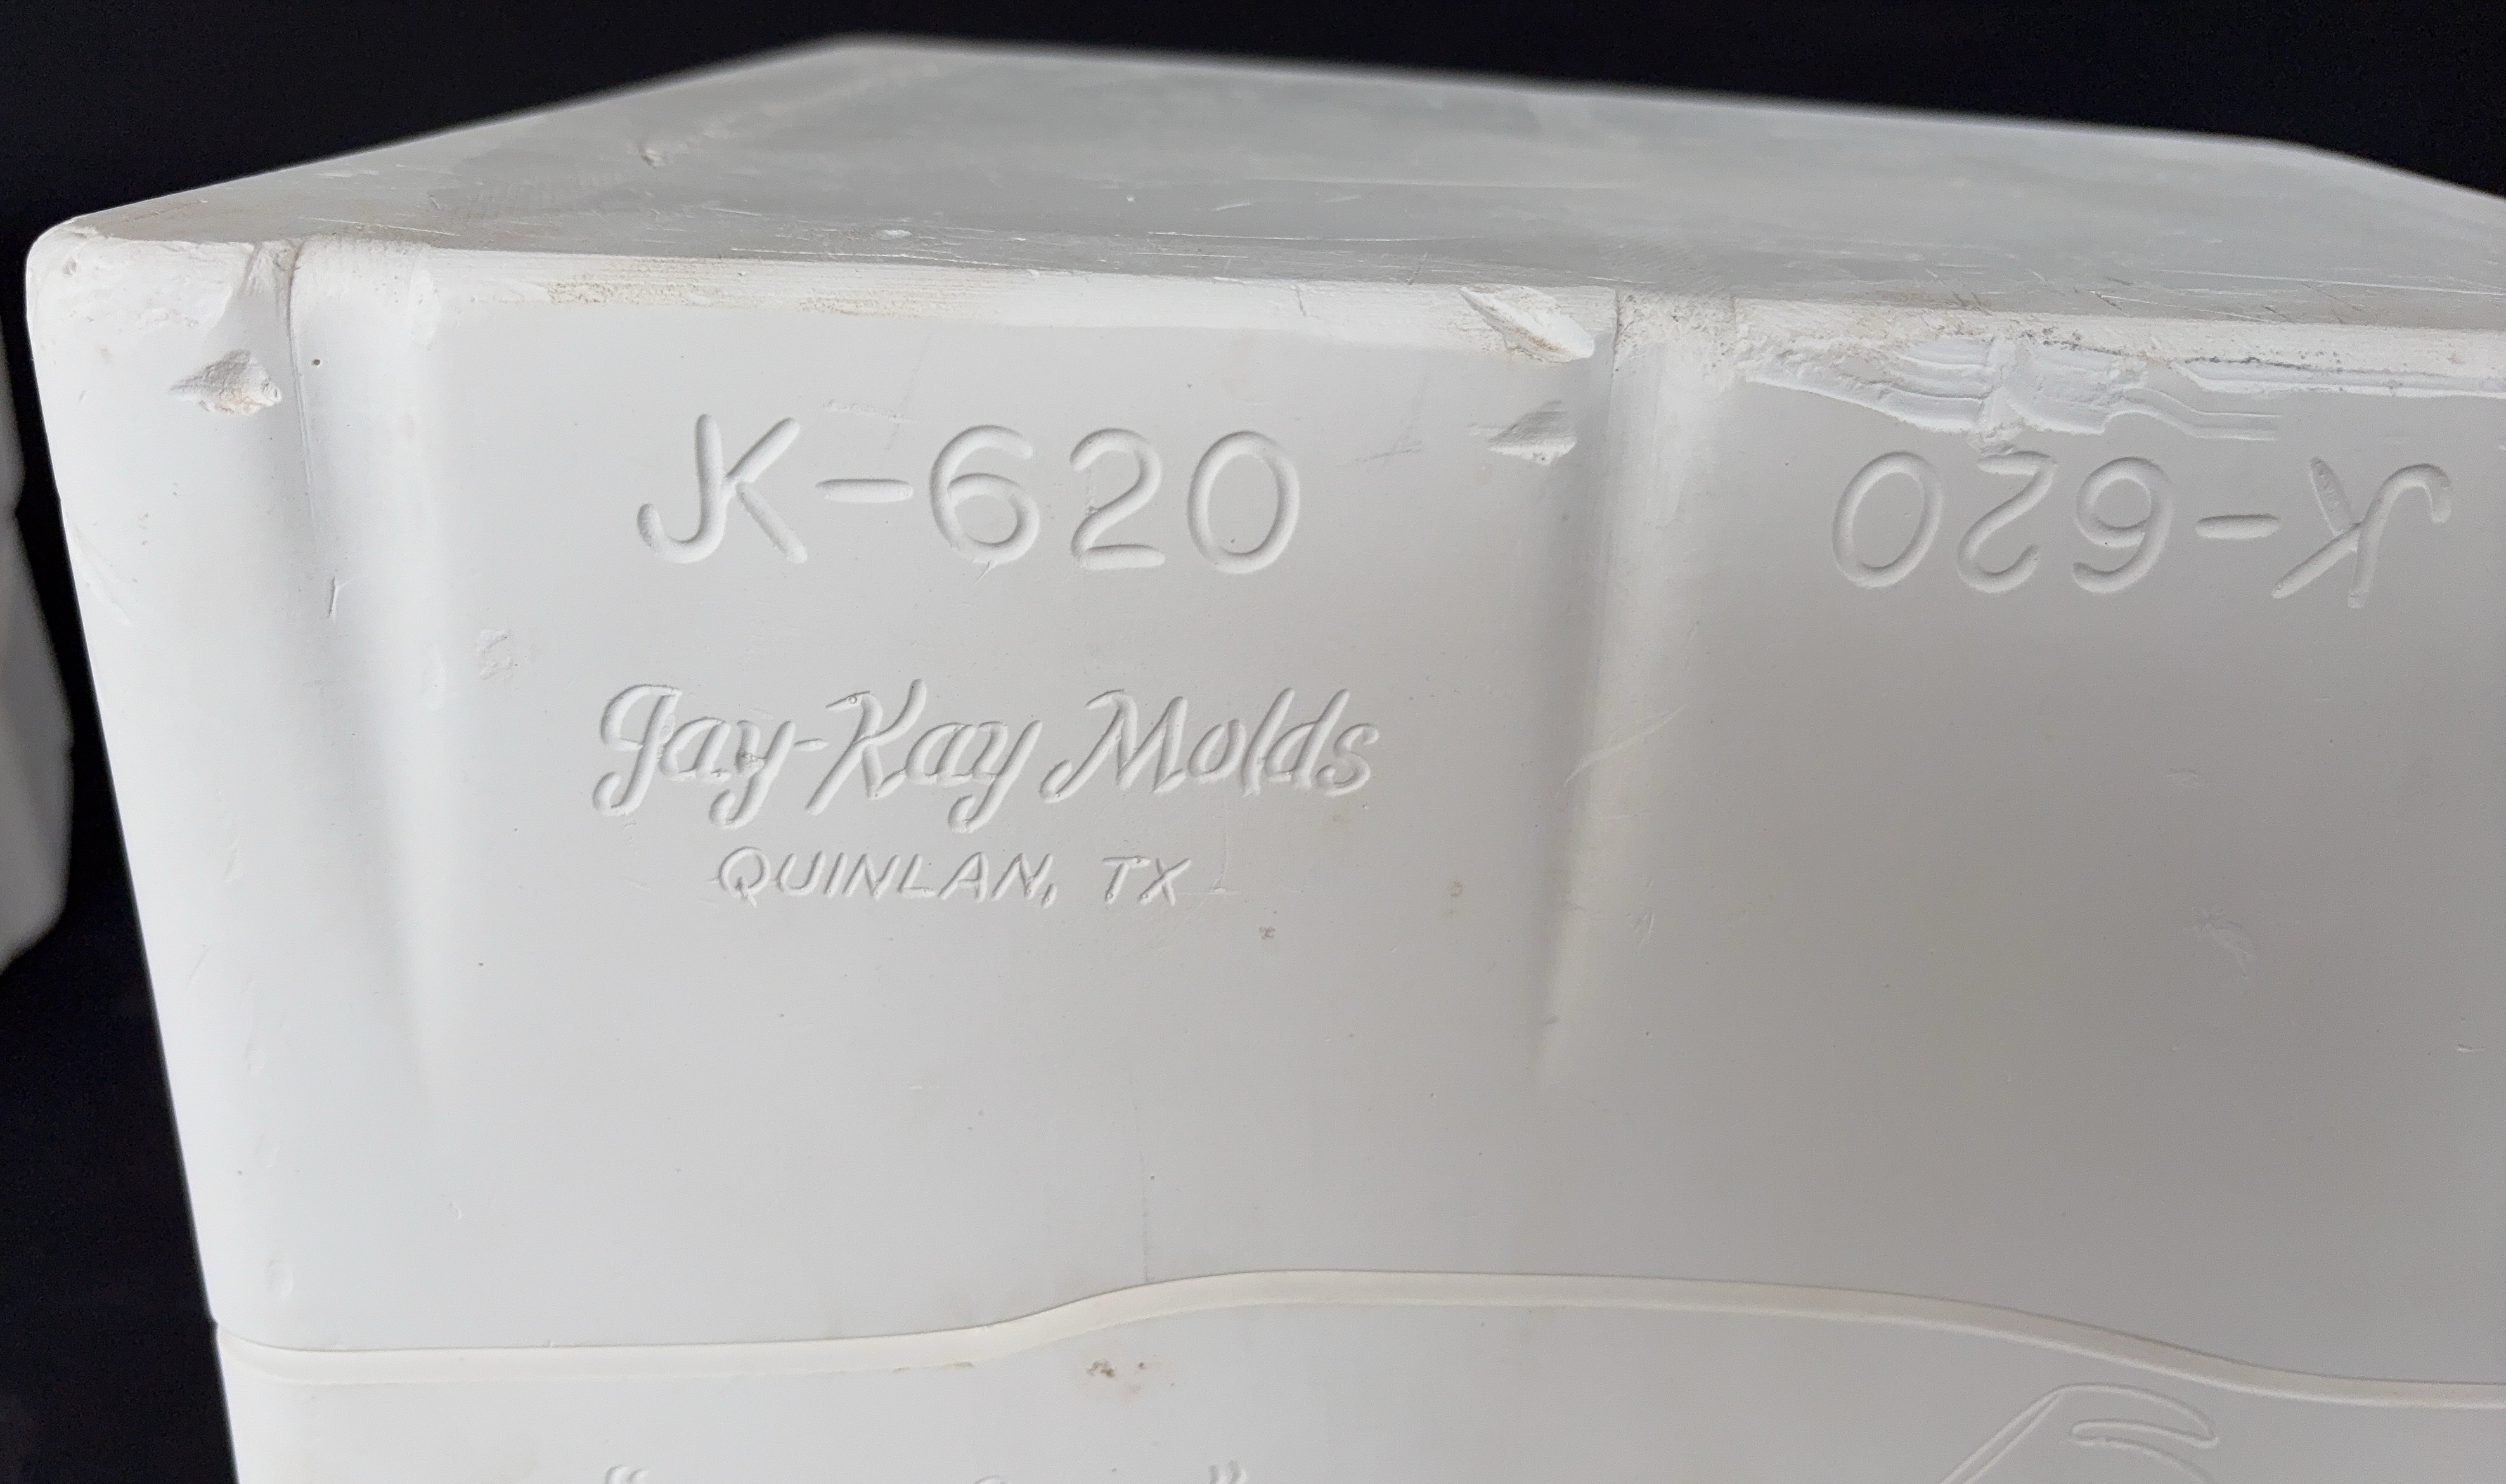 JK-620
JK-620
Jay-Kay Molds
QUINLAN, TX